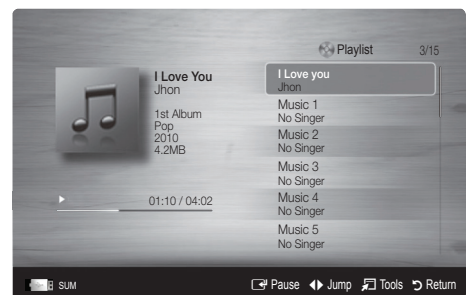 Playlist 3/15
I Love You
Jhon
1st Album
Pop
2010
4.2MB
01:10 / 04:02
I Love you
Jhon
Music 1
No Singer
Music 2
No Singer
Music 3
No Singer
Music 4
No Singer
Music 5
No Singer
SUM Pause Jump Tools Return